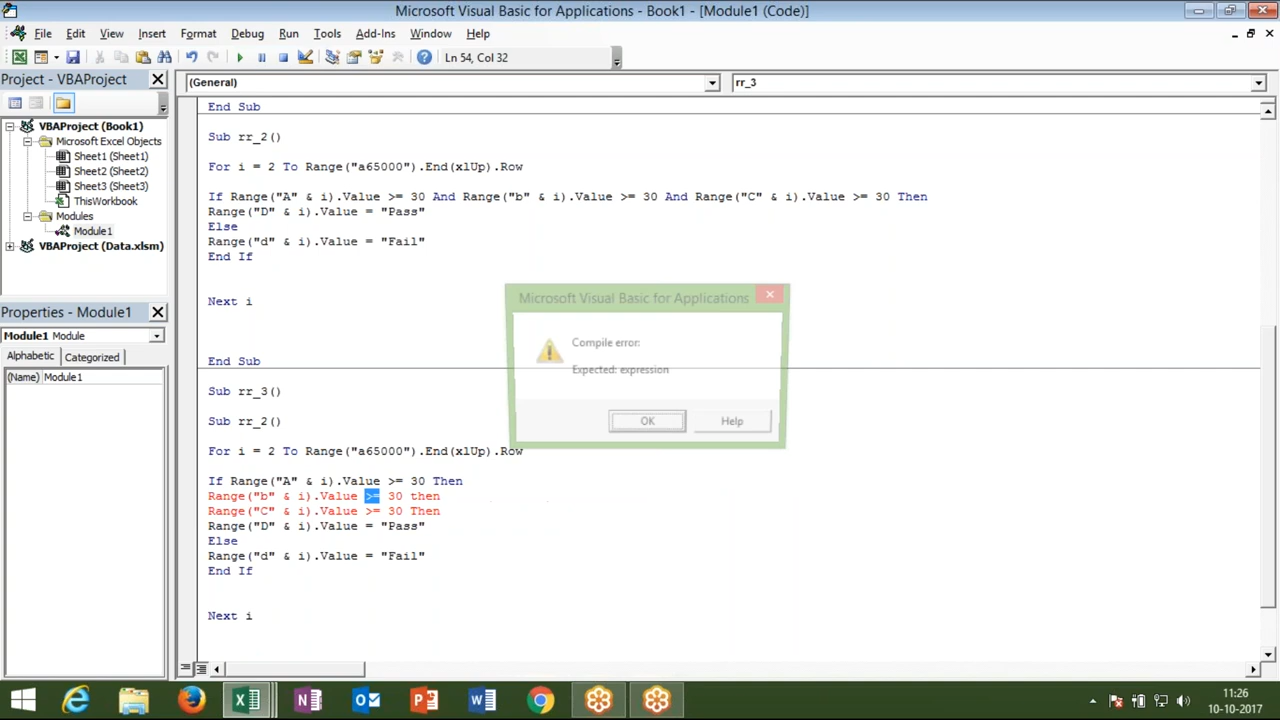 Microsoft Visual Basic for Applications - Book1 - [Module1 (Code)]
File Edit View Insert Format Debug Run Tools Add-Ins Window Help
Ln 54, Col 32
Project - VBAProject
(General)
rr_3
VBAProject (Book1)
Microsoft Excel Objects
Sheet1 (Sheet1)
Sheet2 (Sheet2)
Sheet3 (Sheet3)
ThisWorkbook
Modules
Module1
VBAProject (Data.xlsm)
Properties - Module1
Module1 Module
Alphabetic Categorized
(Name) Module1
End Sub
Sub rr_2()
For i = 2 To Range("a65000").End(xlUp).Row
If Range("A" & i).Value >= 30 And Range("b" & i).Value >= 30 And Range("C" & i).Value >= 30 Then
Range("D" & i).Value = "Pass"
Else
Range("d" & i).Value = "Fail"
End If
Next i
End Sub
Sub rr_3()
Sub rr_2()
For i = 2 To Range("a65000").End(xlUp).Row
If Range("A" & i).Value >= 30 Then
Range("b" & i).Value >= 30 then
Range("C" & i).Value >= 30 Then
Range("D" & i).Value = "Pass"
Else
Range("d" & i).Value = "Fail"
End If
Next i
Microsoft Visual Basic for Applications
Compile error:
Expected: expression
OK Help
11:26
10-10-2017